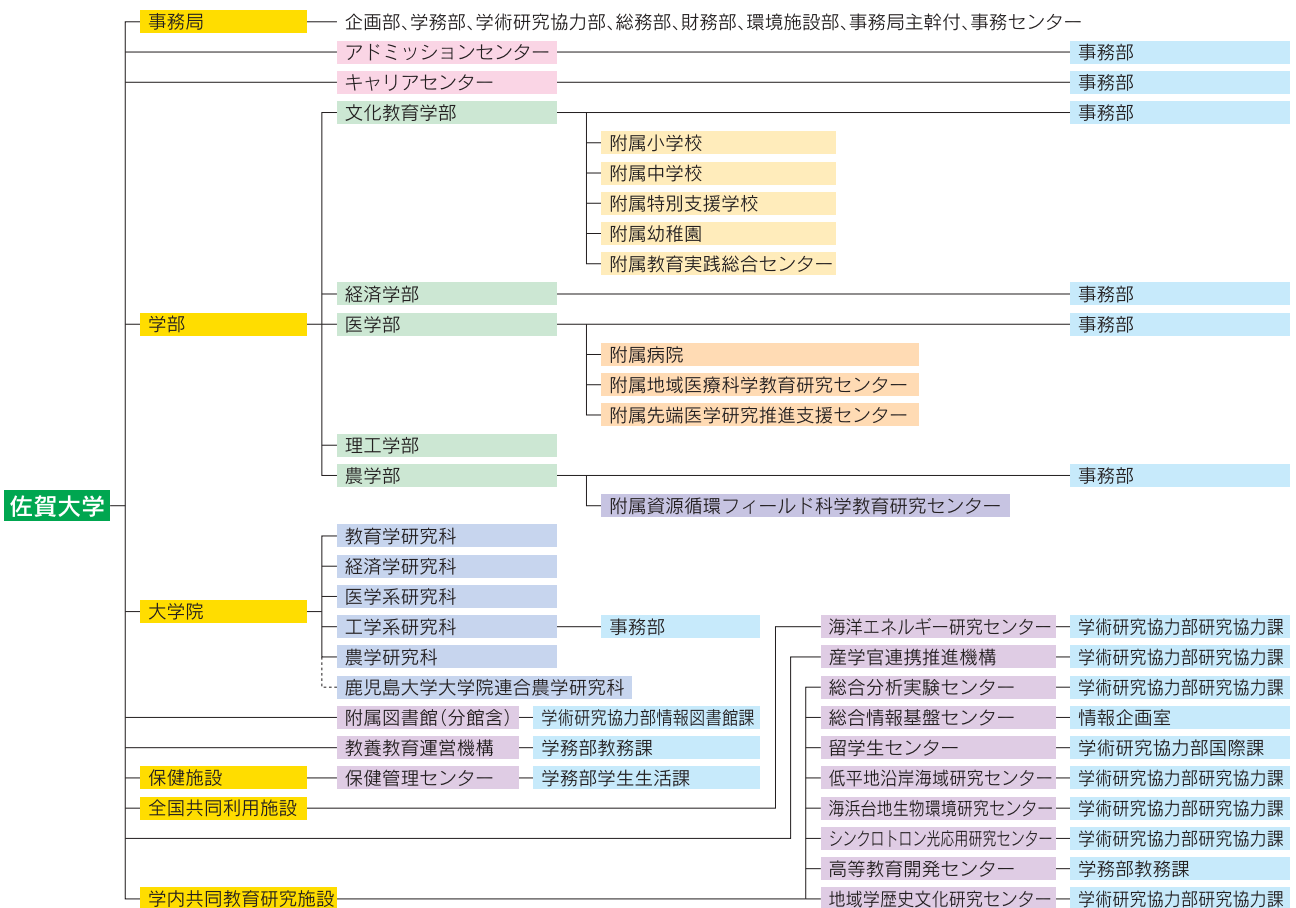 事務局
企画部、学務部、学術研究協力部、総務部、財務部、環境施設部、事務局主幹付、事務センター
アドミッションセンター
事務部
キャリアセンター
事務部
文化教育学部
事務部
附属小学校
附属中学校
附属特別支援学校
附属幼稚園
附属教育実践総合センター
経済学部
事務部
学部
医学部
事務部
附属病院
附属地域医療科学教育研究センター
附属先端医学研究推進支援センター
理工学部
農学部
事務部
佐賀大学
附属資源循環フィールド科学教育研究センター
教育学研究科
経済学研究科
医学系研究科
大学院
工学系研究科
事務部
海洋エネルギー研究センター
学術研究協力部研究協力課
農学研究科
産学官連携推進機構
学術研究協力部研究協力課
鹿児島大学大学院連合農学研究科
総合分析実験センター
学術研究協力部研究協力課
附属図書館(分館含)
学術研究協力部情報図書館課
総合情報基盤センター
情報企画室
教養教育運営機構
学務部教務課
留学生センター
学術研究協力部国際課
保健施設
保健管理センター
学務部学生生活課
低平地沿岸海域研究センター
学術研究協力部研究協力課
全国共同利用施設
海浜台地生物環境研究センター
学術研究協力部研究協力課
シンクロトロン光応用研究センター
学術研究協力部研究協力課
高等教育開発センター
学務部教務課
学内共同教育研究施設
地域学歴史文化研究センター
学術研究協力部研究協力課